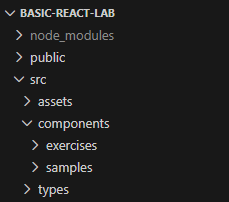 BASIC-REACT-LAB
node_modules
public
src
assets
components
exercises
samples
types